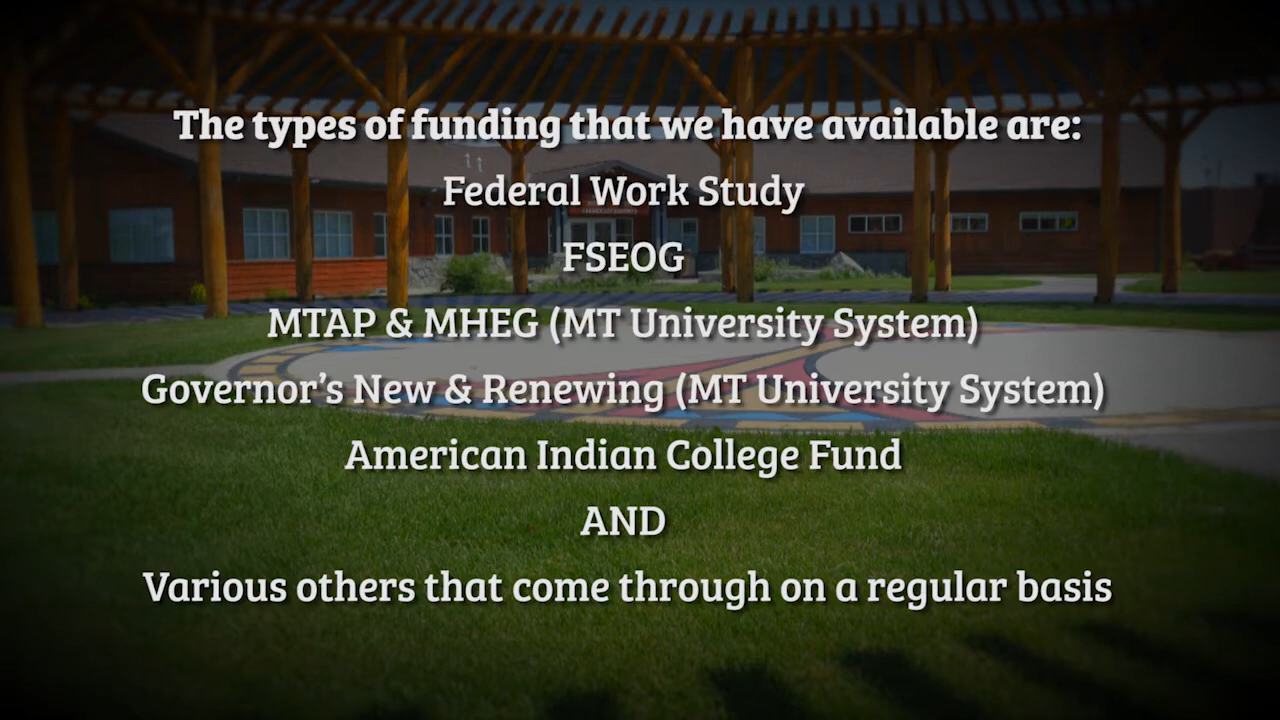 The types of funding that we have available are:
Federal Work Study
FSEOG
MTAP & MHEG (MT University System)
Governor’s New & Renewing (MT University System)
American Indian College Fund
AND
Various others that come through on a regular basis